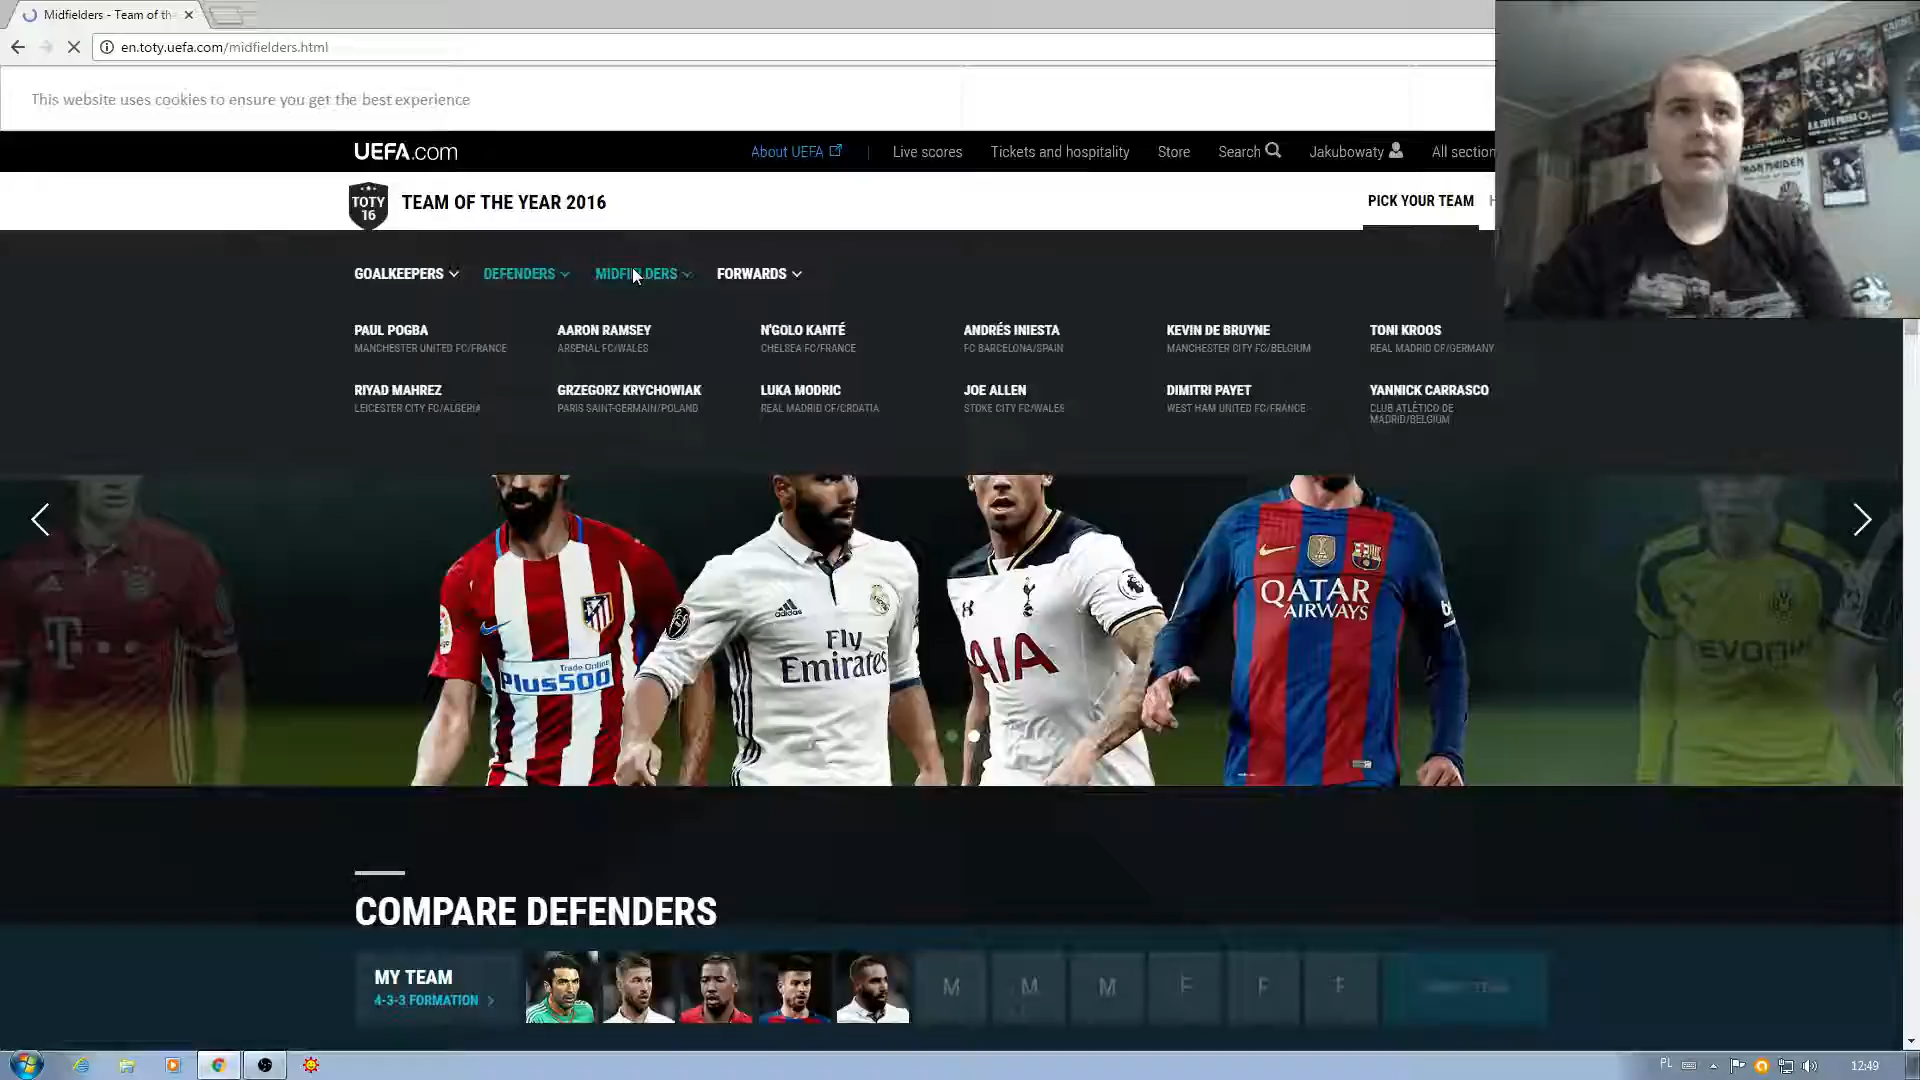 Midfielders - Team of th
en.toty.uefa.com/midfielders.html
This website uses cookies to ensure you get the best experience
UEFA.com
About UEFA
Live scores
Tickets and hospitality
Store
Search
Jakubowaty
All section
TOTY
16
TEAM OF THE YEAR 2016
PICK YOUR TEAM
GOALKEEPERS
DEFENDERS
MIDFIELDERS
FORWARDS
PAUL POGBA
MANCHESTER UNITED FC/FRANCE
AARON RAMSEY
ARSENAL FC/WALES
N'GOLO KANTÉ
CHELSEA FC/FRANCE
ANDRÉS INIESTA
FC BARCELONA/SPAIN
KEVIN DE BRUYNE
MANCHESTER CITY FC/BELGIUM
TONI KROOS
REAL MADRID CF/GERMANY
RIYAD MAHREZ
LEICESTER CITY FC/ALGERIA
GRZEGORZ KRYCHOWIAK
PARIS SAINT-GERMAIN/POLAND
LUKA MODRIC
REAL MADRID CF/CROATIA
JOE ALLEN
STOKE CITY FC/WALES
DIMITRI PAYET
WEST HAM UNITED FC/FRANCE
YANNICK CARRASCO
CLUB ATLÉTICO DE
MADRID/BELGIUM
IRON MAIDEN
Trade Online
Plus500
adidas
Fly
Emirates
AIA
QATAR
AIRWAYS
EVONIK
COMPARE DEFENDERS
MY TEAM
4-3-3 FORMATION
M
M
M
F
F
F
PL
12:49